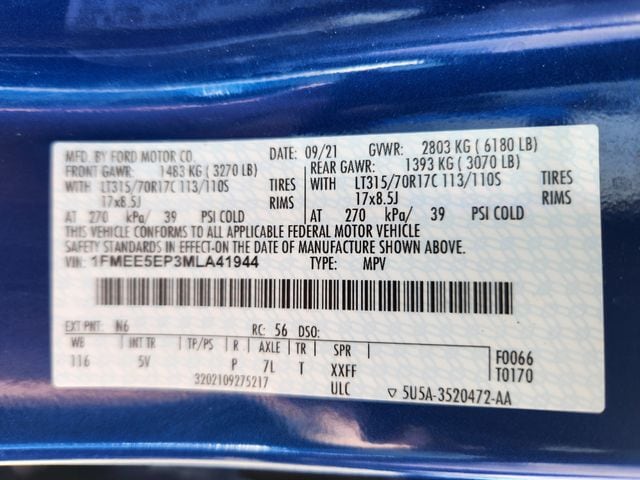 MFD. BY FORD MOTOR CO. DATE: 09/21 GVWR: 2803 KG ( 6180 LB)
FRONT GAWR: 1483 KG ( 3270 LB) REAR GAWR: 1393 KG ( 3070 LB)
WITH LT315/70R17C 113/110S TIRES WITH LT315/70R17C 113/110S TIRES
17x8.5J RIMS 17x8.5J RIMS
AT 270 kPa/ 39 PSI COLD AT 270 kPa/ 39 PSI COLD
THIS VEHICLE CONFORMS TO ALL APPLICABLE FEDERAL MOTOR VEHICLE
SAFETY STANDARDS IN EFFECT ON THE DATE OF MANUFACTURE SHOWN ABOVE.
VIN: 1FMEE5EP3MLA41944 TYPE: MPV
EXT PNT: N6 RC: 56 DSO:
WB INT TR TP/PS R AXLE TR SPR F0066
116 5V P 7L T XXFF T0170
3202109275217 ULC ▽ 5U5A-3520472-AA